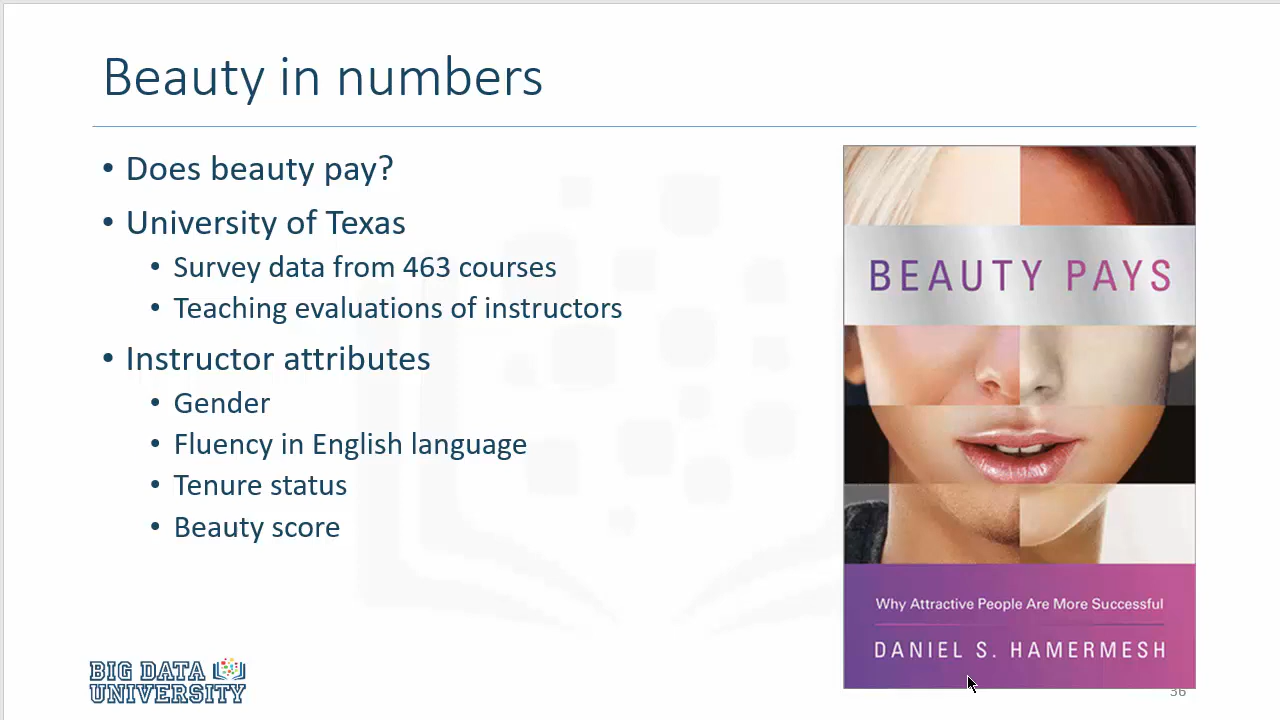 Beauty in numbers
• Does beauty pay?
• University of Texas
• Survey data from 463 courses
• Teaching evaluations of instructors
• Instructor attributes
• Gender
• Fluency in English language
• Tenure status
• Beauty score
BEAUTY PAYS
Why Attractive People Are More Successful
DANIEL S. HAMERMESH
BIG DATA
UNIVERSITY
36